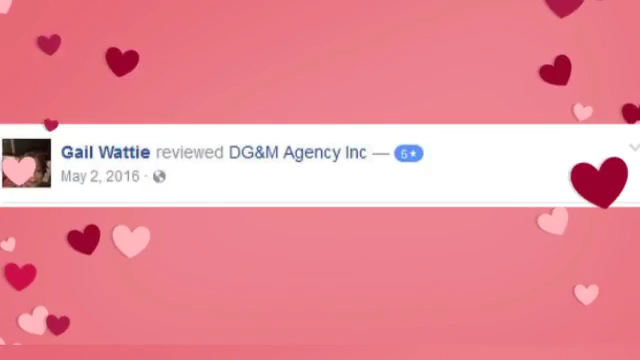 Gail Wattie reviewed DG&M Agency Inc — 5★
May 2, 2016 ·